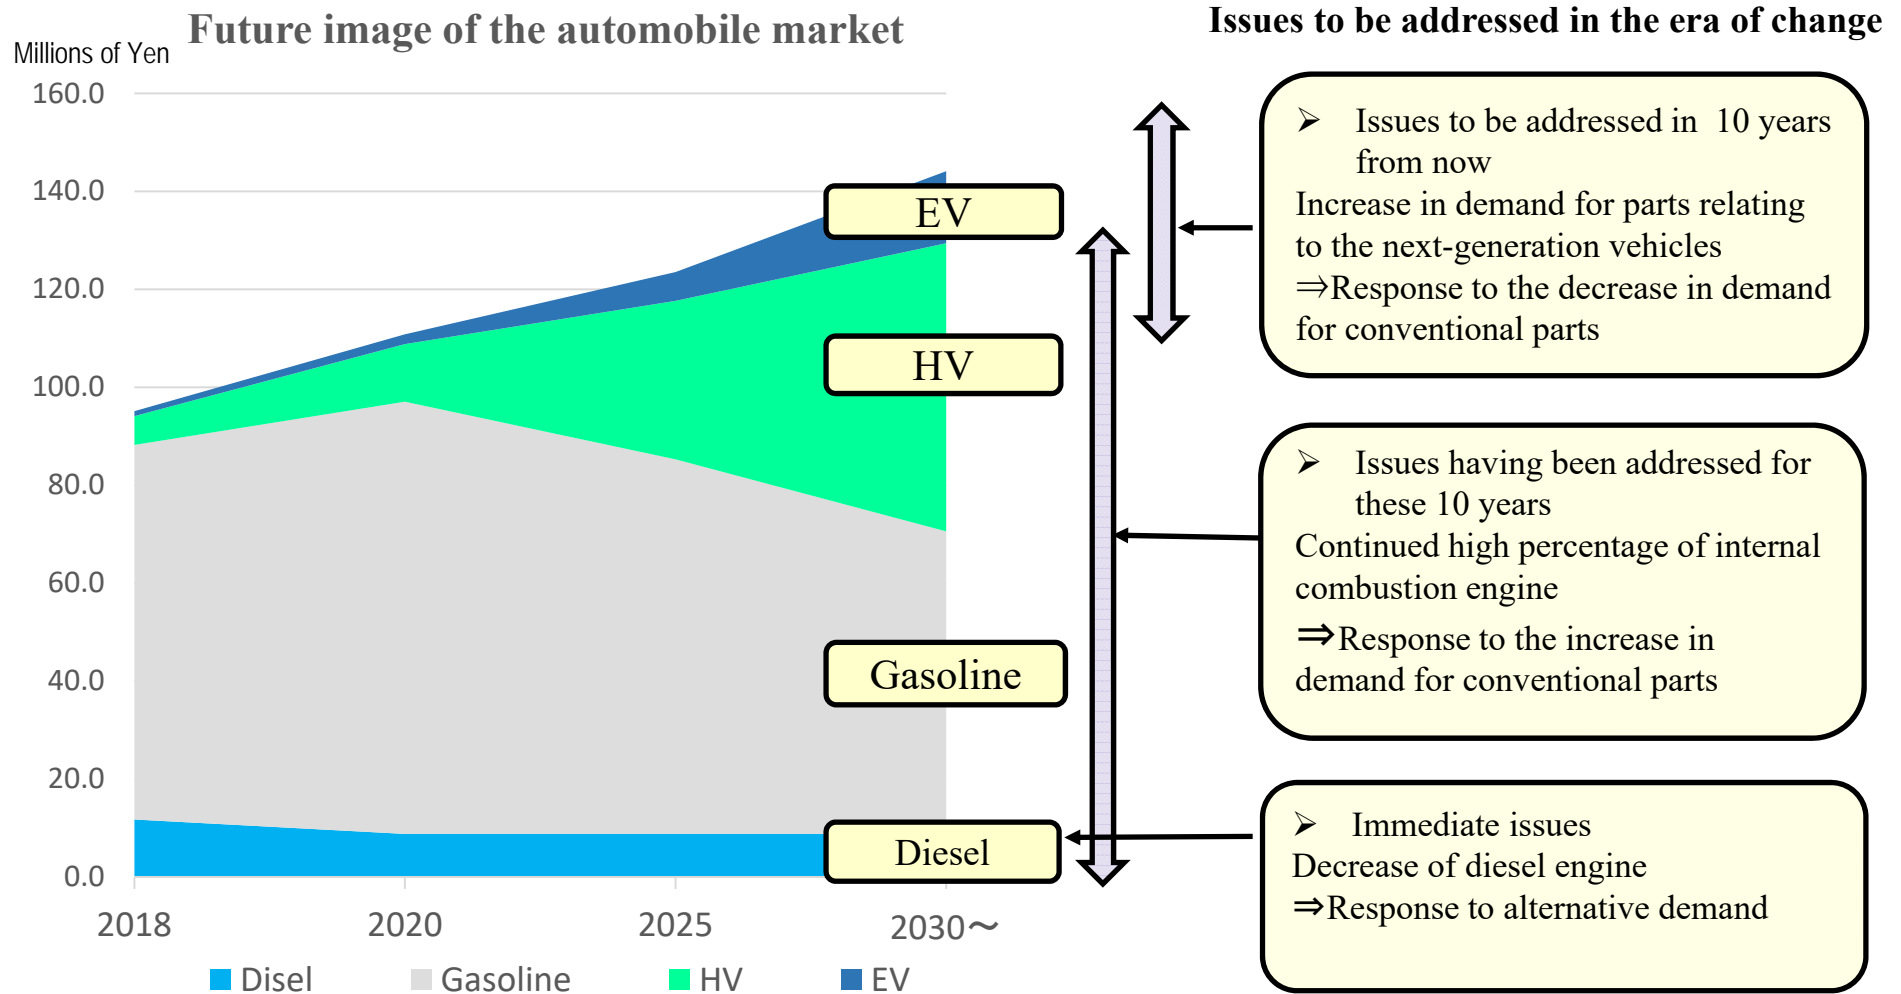 Future image of the automobile market
Millions of Yen
160.0
140.0
120.0
100.0
80.0
60.0
40.0
20.0
0.0
2018
2020
2025
2030～
EV
HV
Gasoline
Diesel
Disel
Gasoline
HV
EV
Issues to be addressed in the era of change
➢ Issues to be addressed in 10 years
from now
Increase in demand for parts relating
to the next-generation vehicles
⇒Response to the decrease in demand
for conventional parts
➢ Issues having been addressed for
these 10 years
Continued high percentage of internal
combustion engine
⇒Response to the increase in
demand for conventional parts
➢ Immediate issues
Decrease of diesel engine
⇒Response to alternative demand